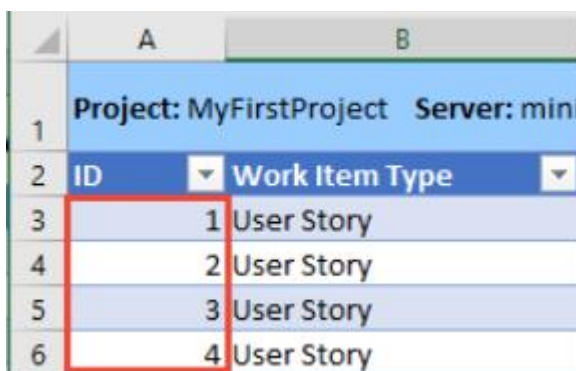 A B
1 Project: MyFirstProject Server: min
2 ID Work Item Type
3 1 User Story
4 2 User Story
5 3 User Story
6 4 User Story